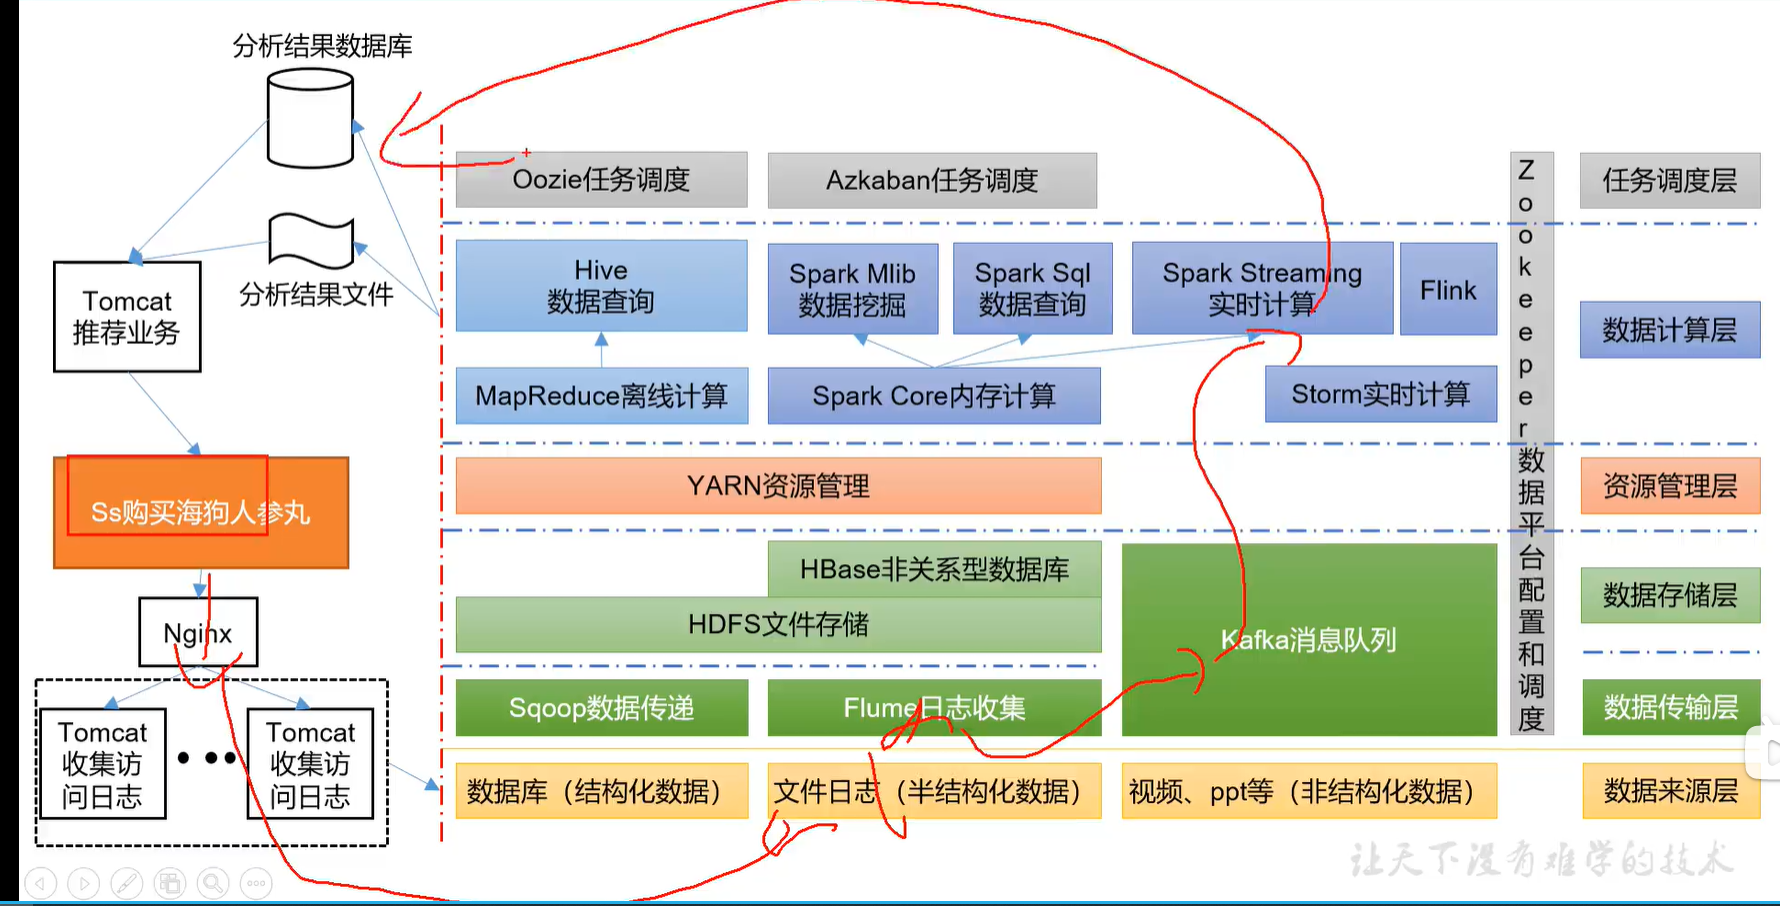 分析结果数据库
分析结果文件
Tomcat
推荐业务
Ss购买海狗人参丸
Nginx
Tomcat
收集访
问日志
Tomcat
收集访
问日志
Oozie任务调度
Azkaban任务调度
Hive
数据查询
Spark Mlib
数据挖掘
Spark Sql
数据查询
Spark Streaming
实时计算
Flink
MapReduce离线计算
Spark Core内存计算
Storm实时计算
YARN资源管理
HBase非关系型数据库
HDFS文件存储
Kafka消息队列
Sqoop数据传递
Flume日志收集
数据库（结构化数据）
文件日志（半结构化数据）
视频、ppt等（非结构化数据）
Zookeeper数据平台配置和调度
任务调度层
数据计算层
资源管理层
数据存储层
数据传输层
数据来源层
让天下没有难学的技术